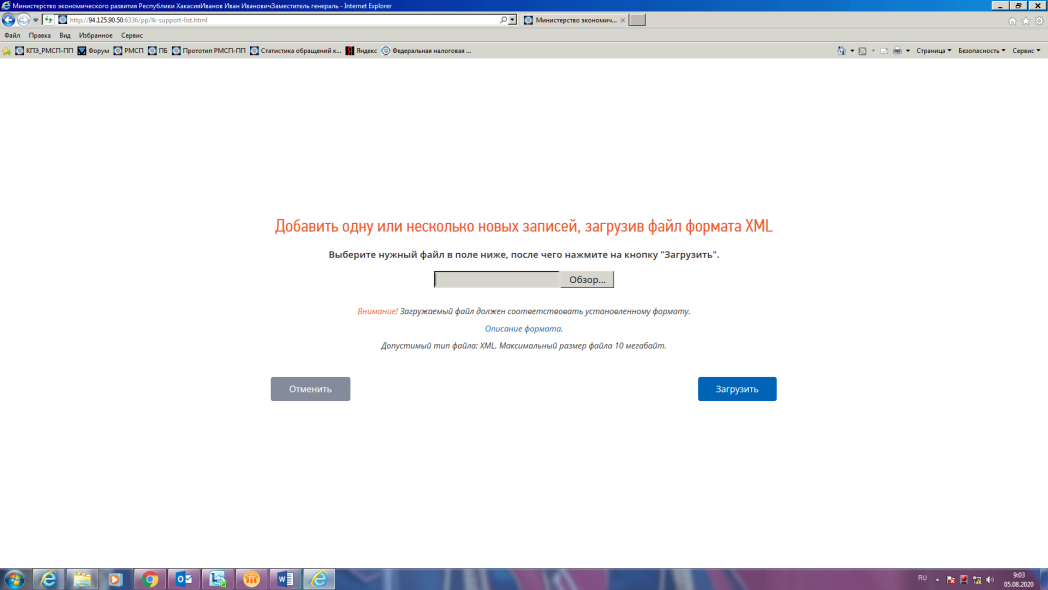 Министерство экономического развития Республики ХакасияИванов Иван ИвановичЗаместитель генераль - Internet Explorer
http://94.125.90.50:6336/pp/lk-support-list.html
Министерство экономич...
Файл Правка Вид Избранное Сервис
КПЭ_РМСП-ПП Форум РМСП ПБ Прототип РМСП-ПП Статистика обращений к... Яндекс Федеральная налоговая ...
Страница Безопасность Сервис
Добавить одну или несколько новых записей, загрузив файл формата XML
Выберите нужный файл в поле ниже, после чего нажмите на кнопку "Загрузить".
Обзор...
Внимание! Загружаемый файл должен соответствовать установленному формату.
Описание формата.
Допустимый тип файла: XML. Максимальный размер файла 10 мегабайт.
Отменить Загрузить
RU
9:03
05.08.2020